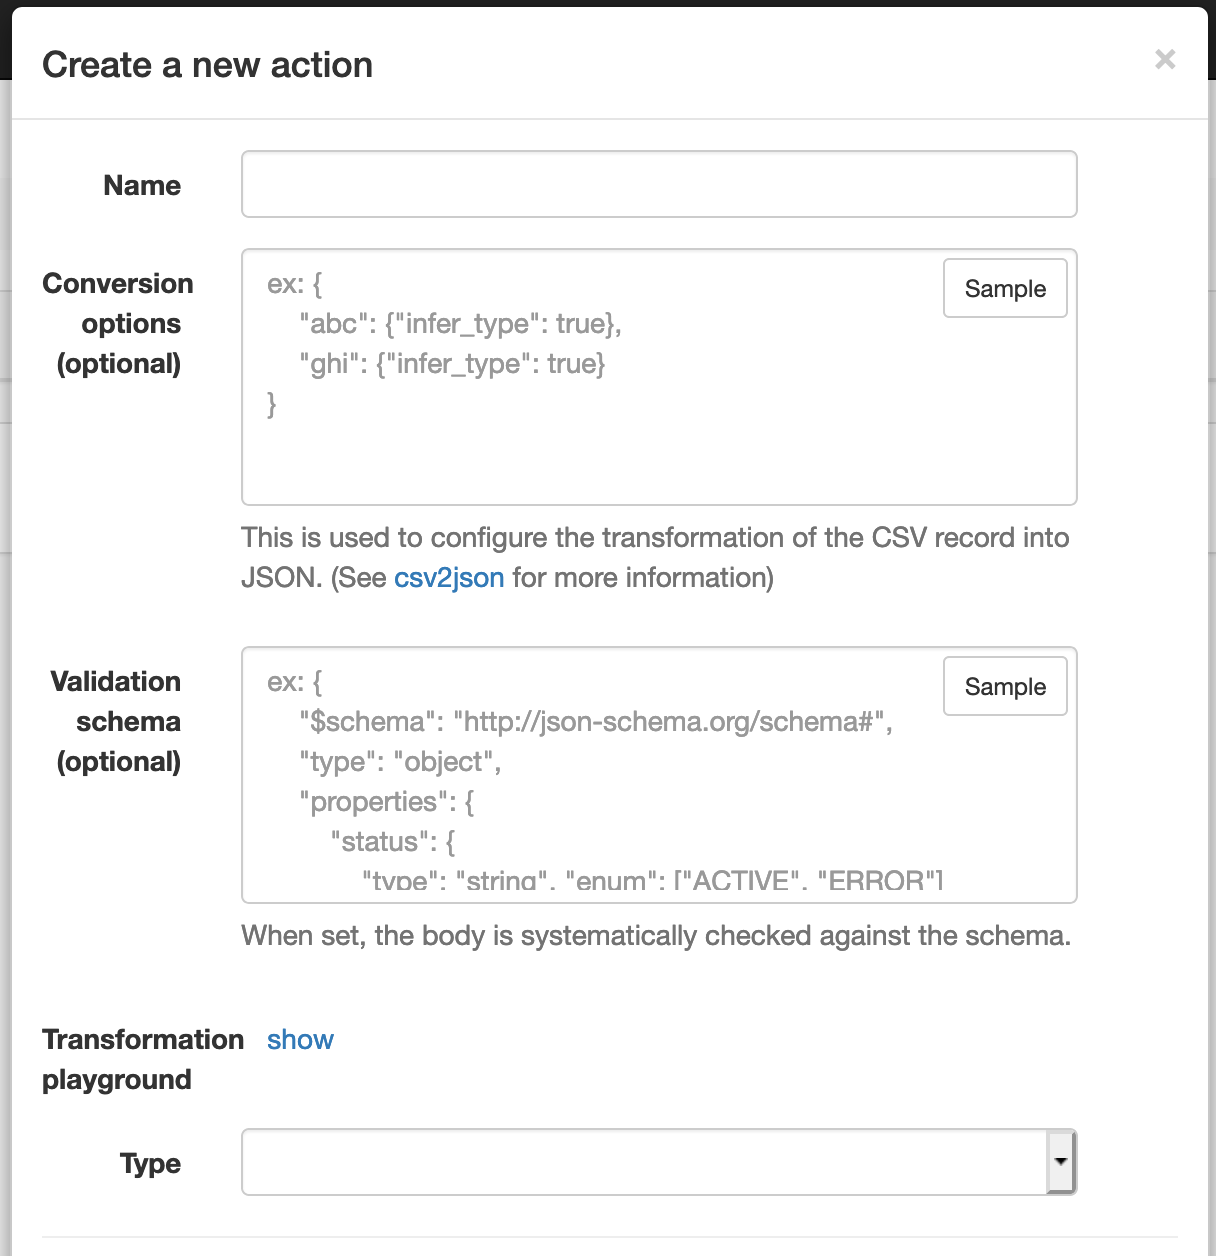 Create a new action
×
Name
Conversion
options
(optional)
ex: {
"abc": {"infer_type": true},
"ghi": {"infer_type": true}
}
Sample
This is used to configure the transformation of the CSV record into
JSON. (See csv2json for more information)
Validation
schema
(optional)
ex: {
"$schema": "http://json-schema.org/schema#",
"type": "object",
"properties": {
"status": {
"type": "string", "enum": ["ACTIVE", "ERROR"]
Sample
When set, the body is systematically checked against the schema.
Transformation
playground
show
Type